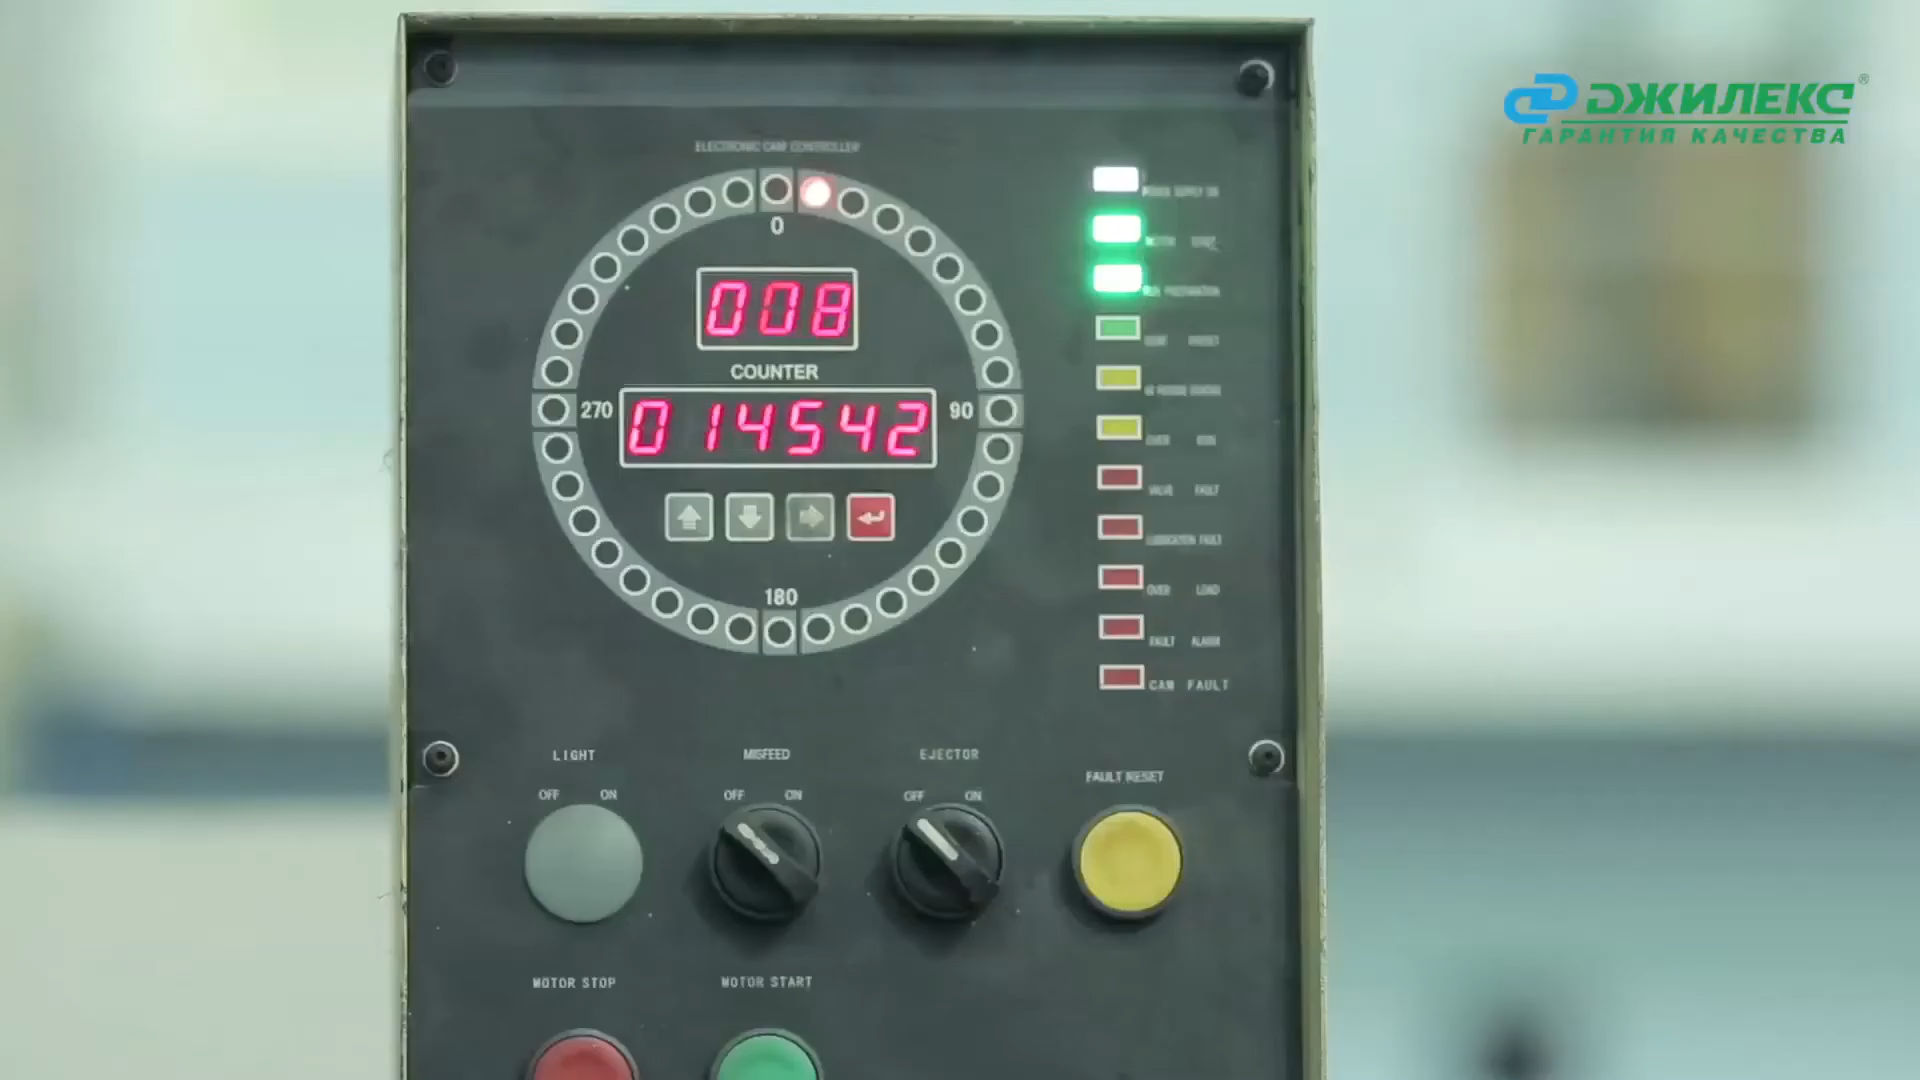 ДЖИЛЕКС®
ГАРАНТИЯ КАЧЕСТВА
ELECTRONIC CAM CONTROLLER
0
008
COUNTER
270
014542
90
180
POWER SUPPLY ON
OVER RUN
VALVE FAULT
LUBRICATION FAULT
OVER LOAD
FAULT ALARM
CAM FAULT
LIGHT
MISFEED
EJECTOR
FAULT RESET
OFF ON
OFF ON
OFF ON
MOTOR STOP
MOTOR START